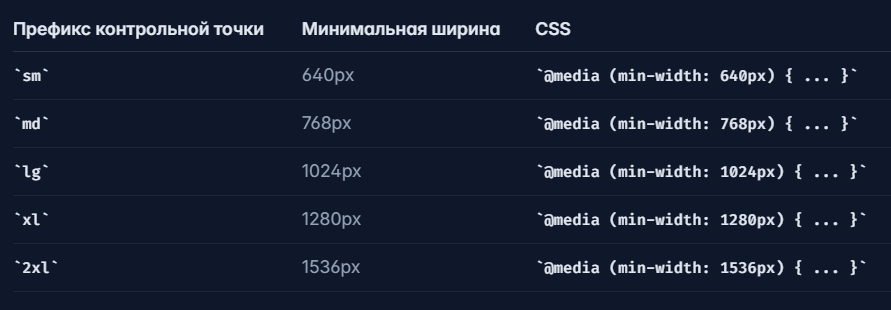 Префикс контрольной точки Минимальная ширина CSS
`sm` 640px `@media (min-width: 640px) { ... }`
`md` 768px `@media (min-width: 768px) { ... }`
`lg` 1024px `@media (min-width: 1024px) { ... }`
`xl` 1280px `@media (min-width: 1280px) { ... }`
`2xl` 1536px `@media (min-width: 1536px) { ... }`